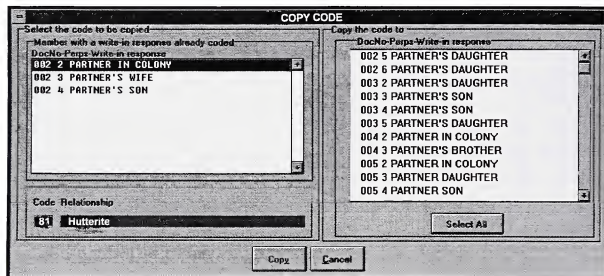 COPY CODE
Select the code to be copied
Member with a write-in response already coded
DocNo-Perps-Write-in response
002 2 PARTNER IN COLONY
002 3 PARTNER'S WIFE
002 4 PARTNER'S SON
Code Relationship
81 Hutterite
Copy the code to
DocNo-Perps-Write-in response
002 5 PARTNER'S DAUGHTER
002 6 PARTNER'S DAUGHTER
003 2 PARTNER'S DAUGHTER
003 3 PARTNER'S SON
003 4 PARTNER'S SON
003 5 PARTNER'S DAUGHTER
004 2 PARTNER IN COLONY
004 3 PARTNER'S BROTHER
005 2 PARTNER IN COLONY
005 3 PARTNER DAUGHTER
005 4 PARTNER SON
Select All
Copy
Cancel